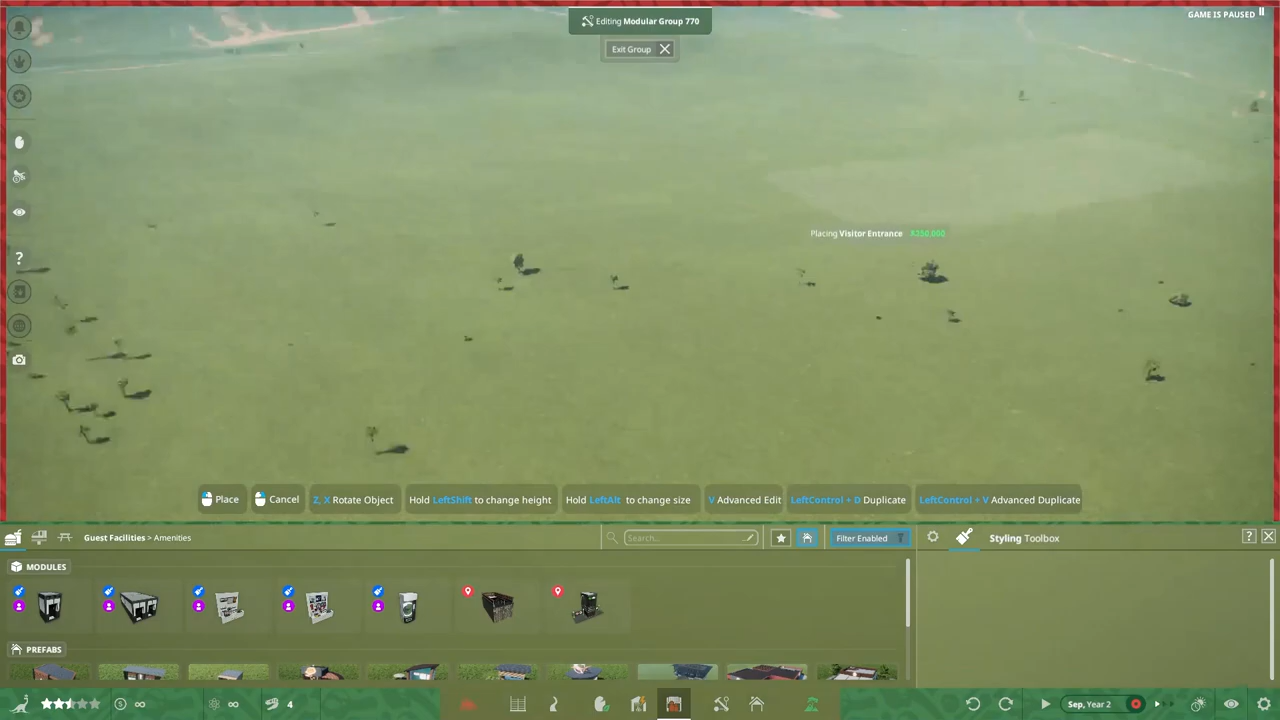 Editing Modular Group 770
GAME IS PAUSED
Exit Group
Placing Visitor Entrance X350,000
Place
Cancel
Z, X Rotate Object
Hold LeftShift to change height
Hold LeftAlt to change size
V Advanced Edit
LeftControl + D Duplicate
LeftControl + V Advanced Duplicate
Guest Facilities > Amenities
Search...
Filter Enabled
Styling Toolbox
?
?
MODULES
PREFABS
∞
∞
4
Sep, Year 2